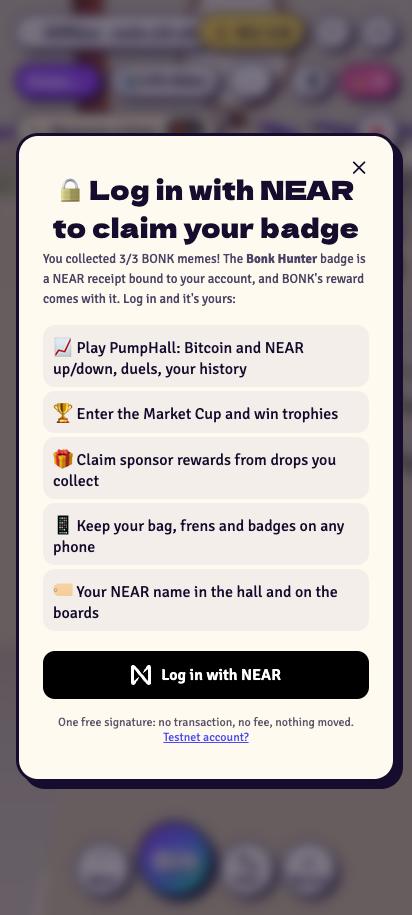 Log in with NEAR
to claim your badge
You collected 3/3 BONK memes! The Bonk Hunter badge is
a NEAR receipt bound to your account, and BONK's reward
comes with it. Log in and it's yours:
Play PumpHall: Bitcoin and NEAR
up/down, duels, your history
Enter the Market Cup and win trophies
Claim sponsor rewards from drops you
collect
Keep your bag, frens and badges on any
phone
Your NEAR name in the hall and on the
boards
Log in with NEAR
One free signature: no transaction, no fee, nothing moved.
Testnet account?